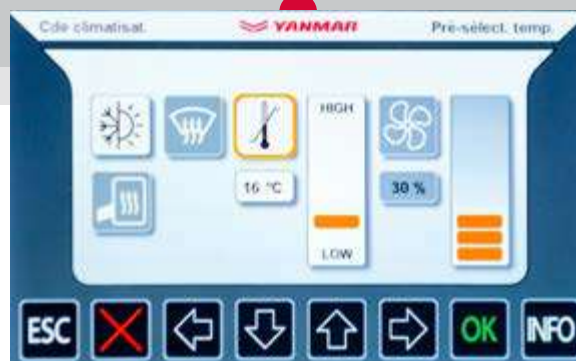 Cde climatisat. YANMAR Pré-sélect. temp.
HIGH
16 °C 30 %
LOW
ESC OK INFO